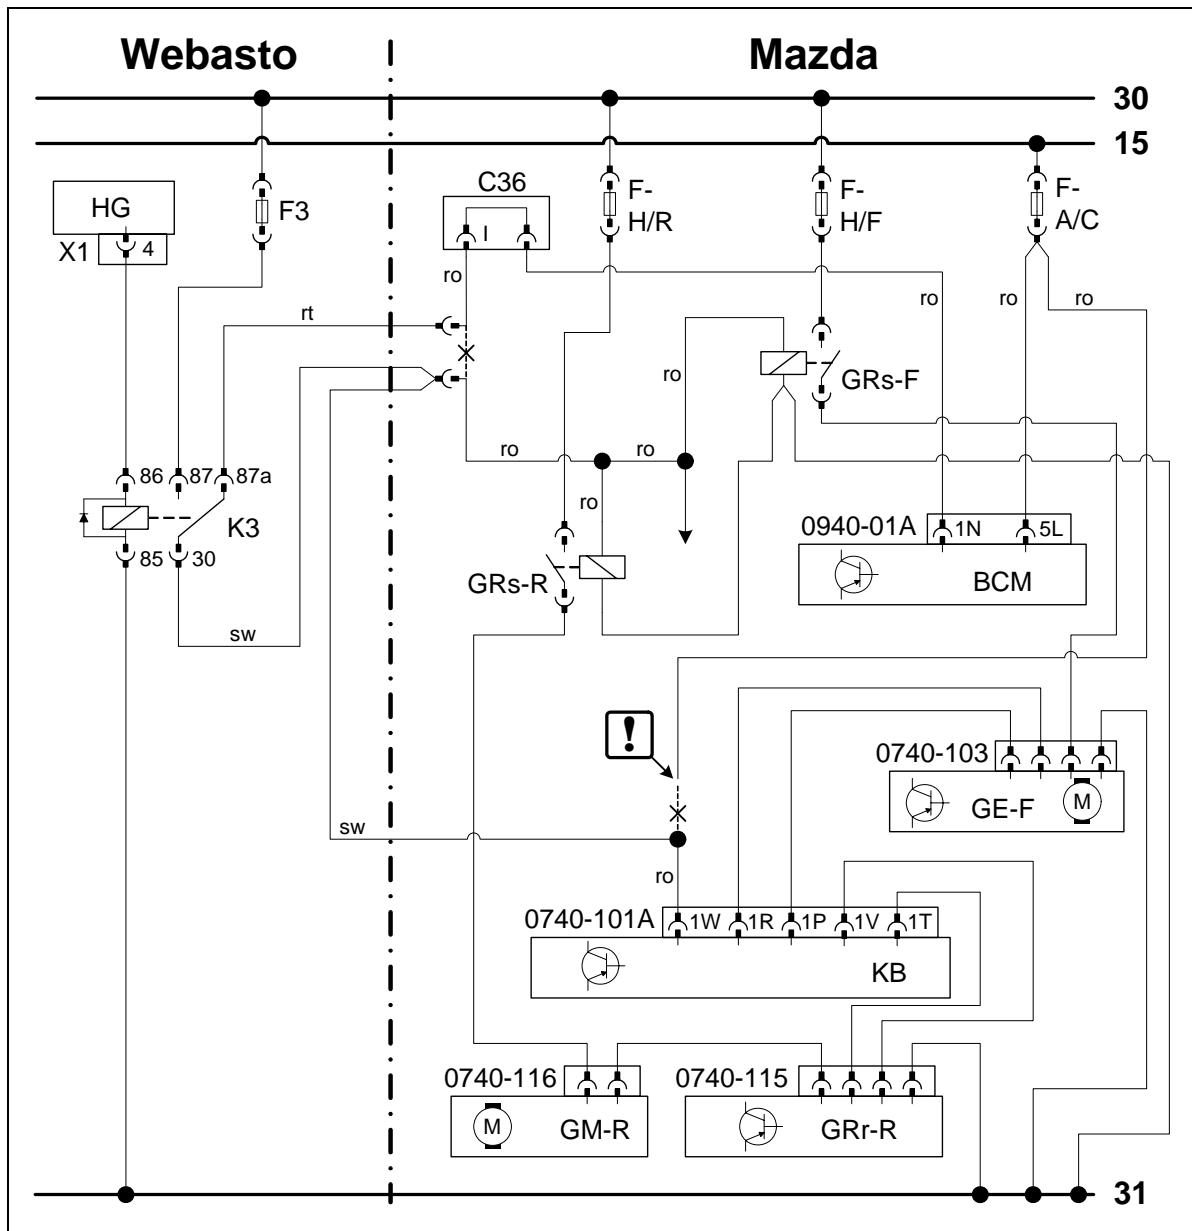 Webasto
Mazda
30
15
HG
X1
4
F3
C36
I
F-
H/R
F-
H/F
F-
A/C
ro
ro
ro
ro
rt
ro
GRs-F
ro
ro
ro
86
87
87a
K3
85
30
GRs-R
0940-01A
1N
5L
BCM
sw
!
0740-103
GE-F
M
sw
ro
0740-101A
1W
1R
1P
1V
1T
KB
0740-116
M
GM-R
0740-115
GRr-R
31